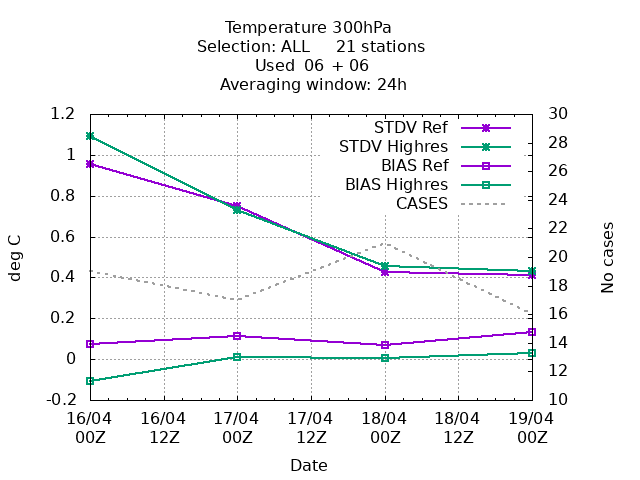 Temperature 300hPa
Selection: ALL     21 stations
Used  06 + 06
Averaging window: 24h
1.2
1
0.8
0.6
0.4
0.2
0
-0.2
deg C
30
28
26
24
22
20
18
16
14
12
10
No cases
STDV Ref
STDV Highres
BIAS Ref
BIAS Highres
CASES
16/04 16/04 17/04 17/04 18/04 18/04 19/04
00Z 12Z 00Z 12Z 00Z 12Z 00Z
Date